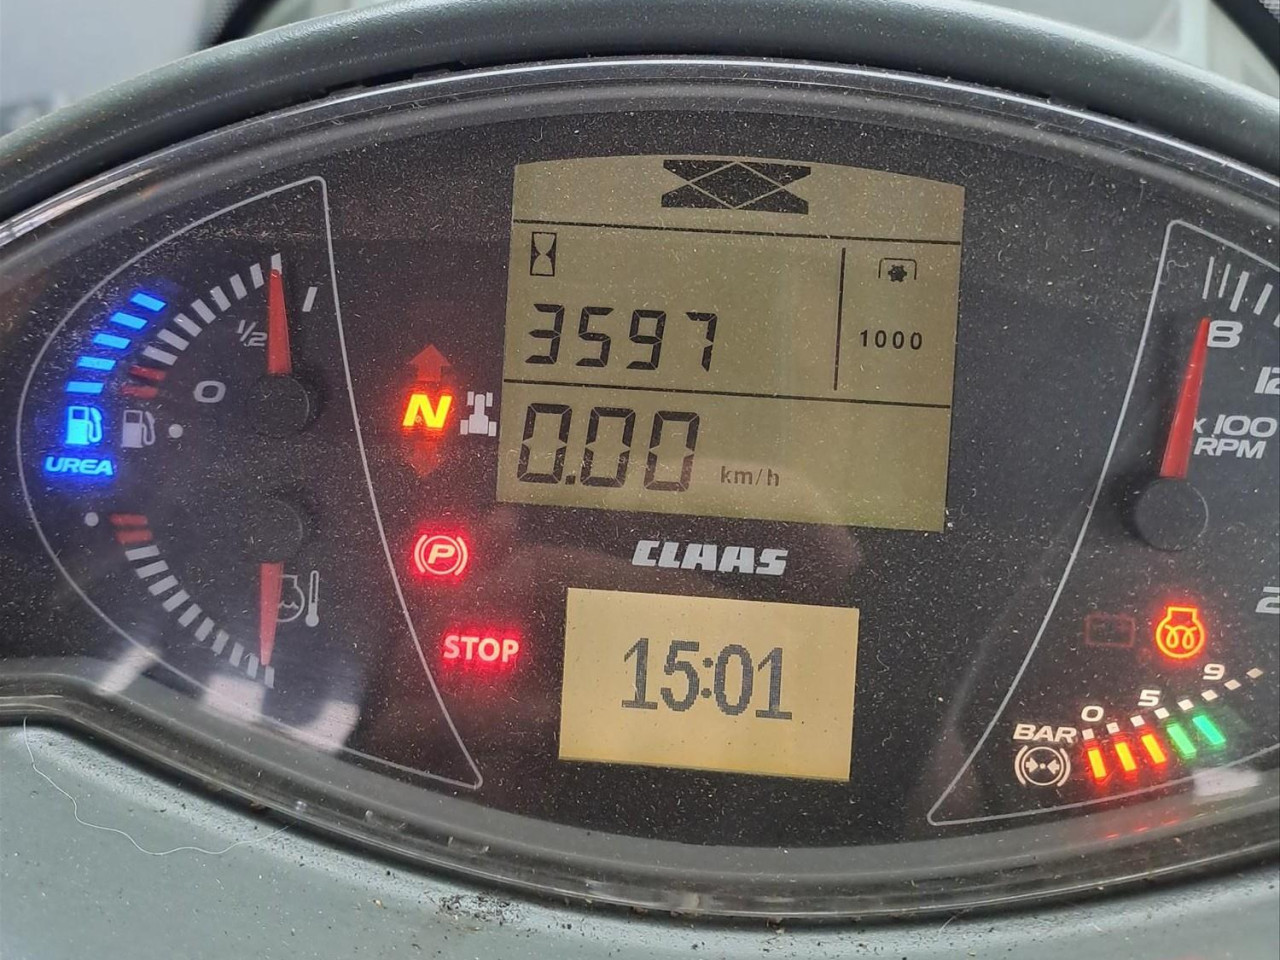 1/2
1
0
UREA
N
P
STOP
3597
1000
0.00 km/h
CLAAS
15:01
8
12
x 100
RPM
BAR 0 5 9